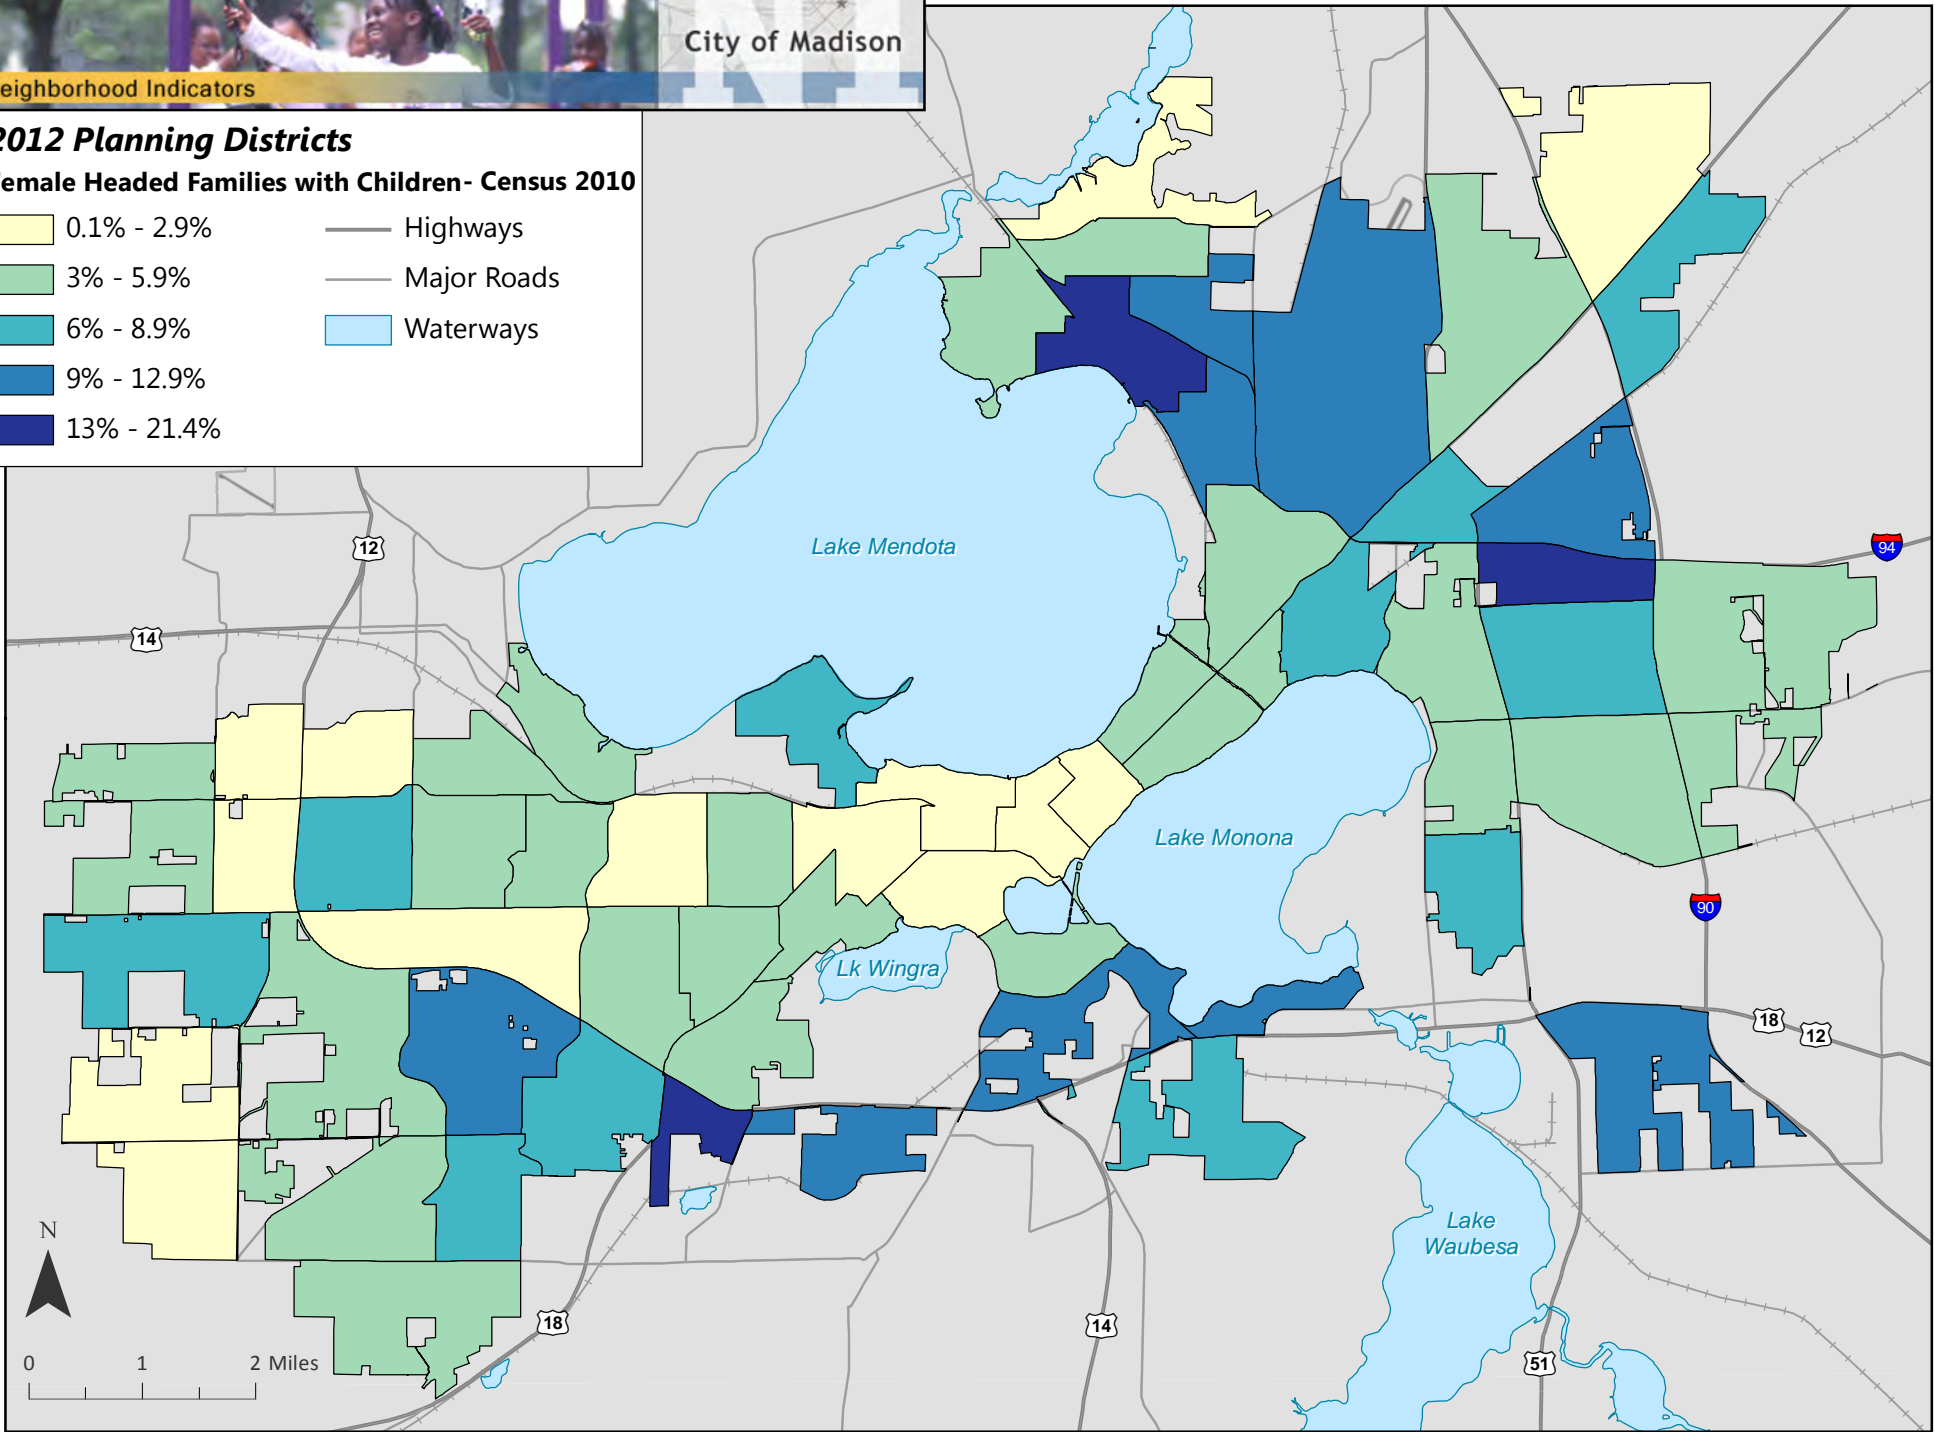 City of Madison
eighborhood Indicators
2012 Planning Districts
emale Headed Families with Children- Census 2010
0.1% - 2.9%
Highways
3% - 5.9%
Major Roads
6% - 8.9%
Waterways
9% - 12.9%
13% - 21.4%
Lake Mendota
12
94
14
Lake Monona
90
Lk Wingra
18
12
Lake
Waubesa
N
18
14
0 1 2 Miles
51